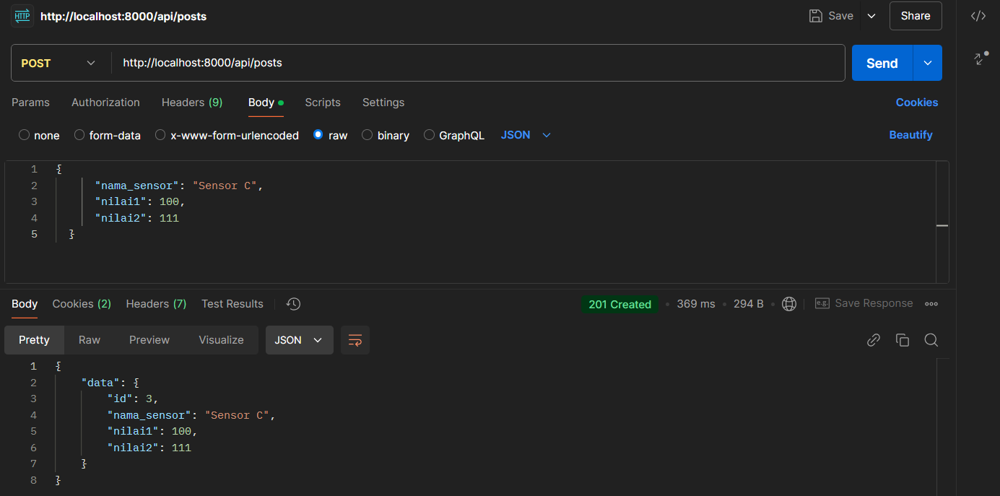 HTTP http://localhost:8000/api/posts Save Share </>
POST http://localhost:8000/api/posts Send
Params Authorization Headers (9) Body Scripts Settings Cookies
none form-data x-www-form-urlencoded raw binary GraphQL JSON Beautify
1 {
2 "nama_sensor": "Sensor C",
3 "nilai1": 100,
4 "nilai2": 111
5 }
Body Cookies (2) Headers (7) Test Results 201 Created • 369 ms • 294 B • e.g. Save Response
Pretty Raw Preview Visualize JSON
1 {
2 "data": {
3 "id": 3,
4 "nama_sensor": "Sensor C",
5 "nilai1": 100,
6 "nilai2": 111
7 }
8 }